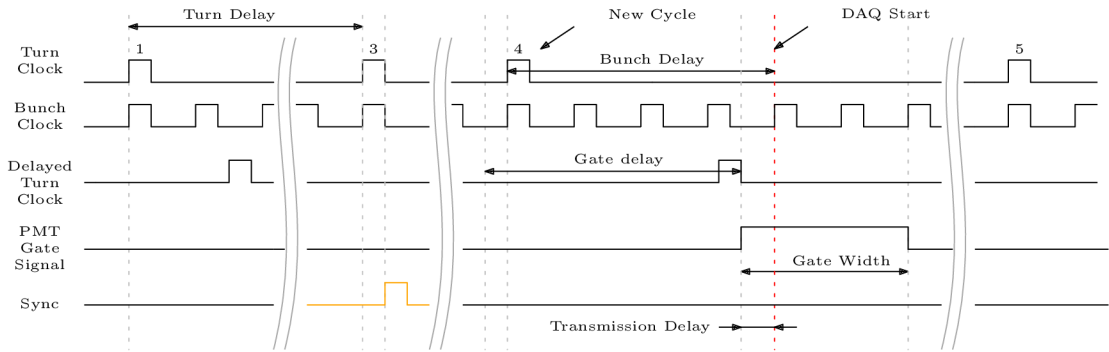 Turn Delay
New Cycle
DAQ Start
Turn
Clock
1
3
4
5
Bunch Delay
Bunch
Clock
Delayed
Turn
Clock
Gate delay
PMT
Gate
Signal
Gate Width
Sync
Transmission Delay